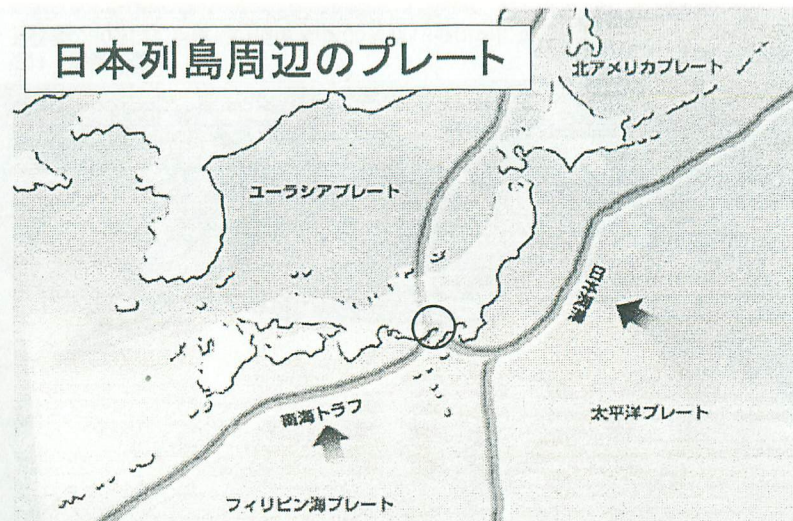 日本列島周辺のプレート
北アメリカプレート
ユーラシアプレート
日本海溝
南海トラフ
太平洋プレート
フィリピン海プレート